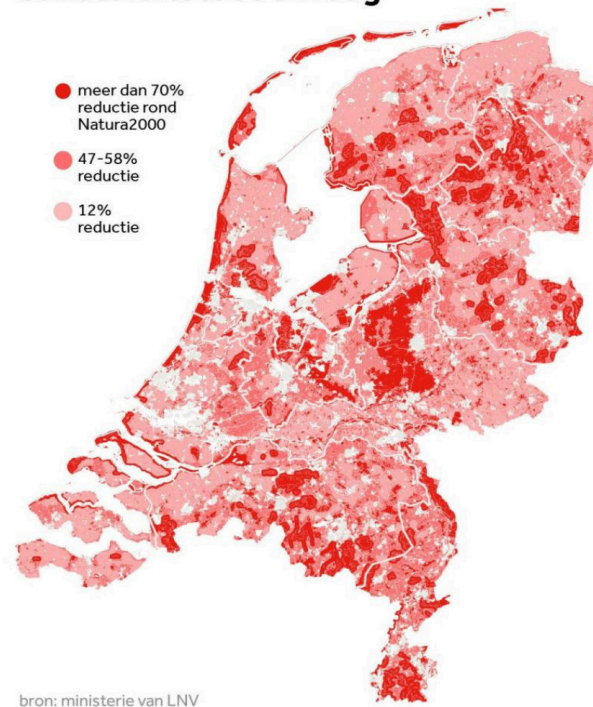 meer dan 70%
reductie rond
Natura2000
47-58%
reductie
12%
reductie
bron: ministerie van LNV